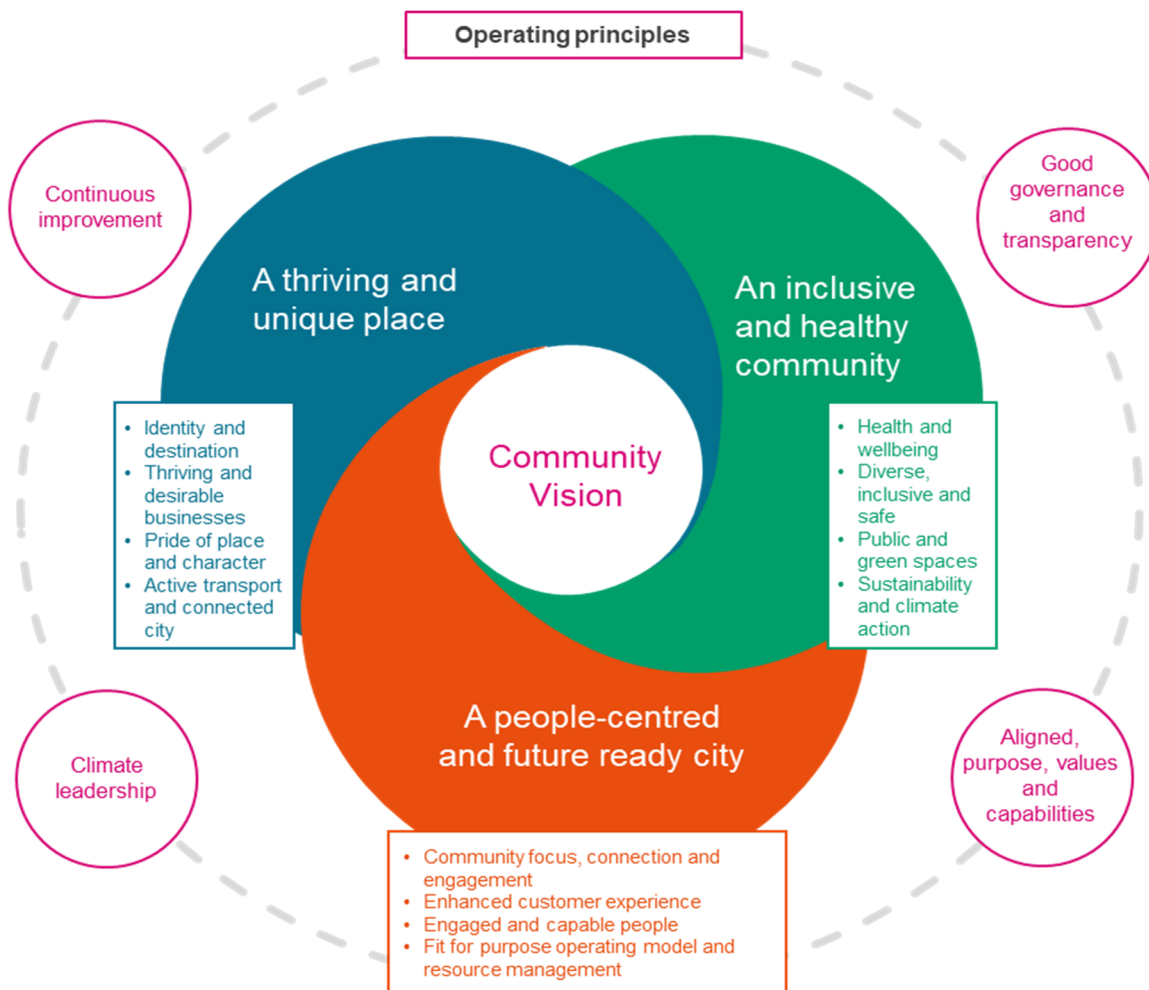 Operating principles
Continuous
improvement
Good
governance
and
transparency
A thriving and
unique place
An inclusive
and healthy
community
• Identity and
destination
• Thriving and
desirable
businesses
• Pride of place
and character
• Active transport
and connected
city
Community
Vision
• Health and
wellbeing
• Diverse,
inclusive and
safe
• Public and
green spaces
• Sustainability
and climate
action
A people-centred
and future ready city
Climate
leadership
Aligned,
purpose, values
and
capabilities
• Community focus, connection and
engagement
• Enhanced customer experience
• Engaged and capable people
• Fit for purpose operating model and
resource management